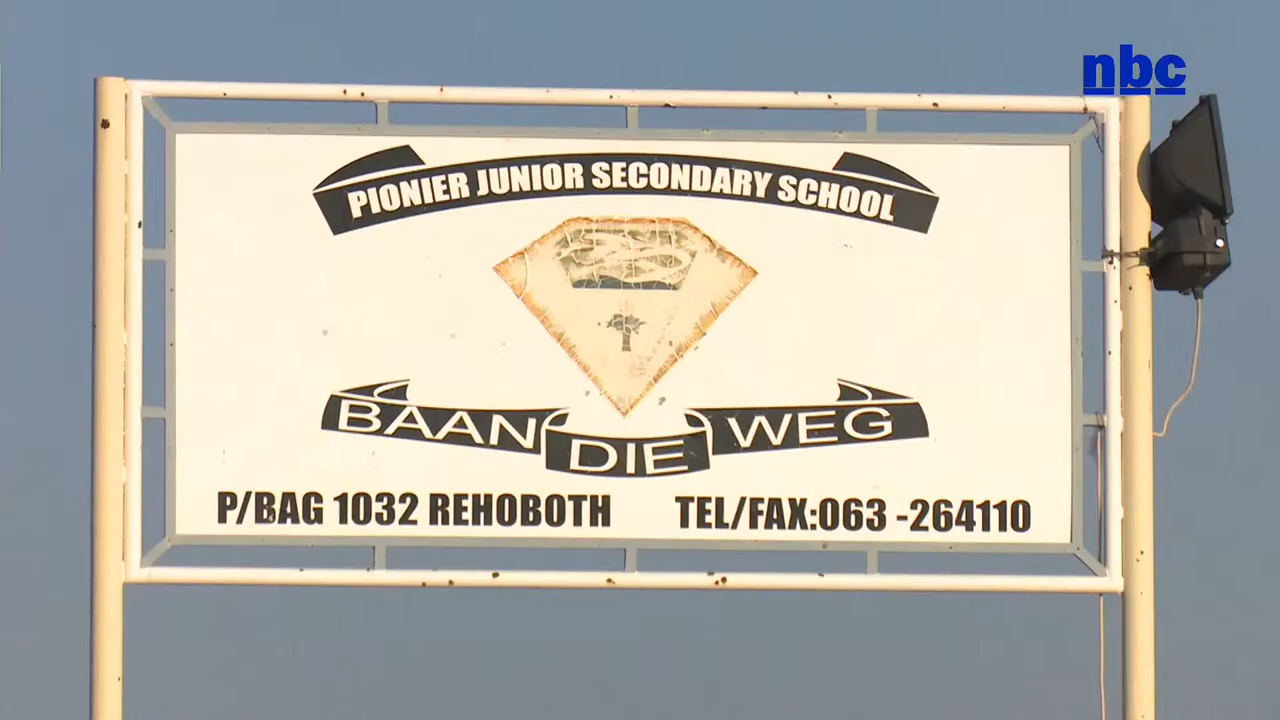 nbc
PIONIER JUNIOR SECONDARY SCHOOL
BAAN DIE WEG
P/BAG 1032 REHOBOTH TEL/FAX:063 -264110